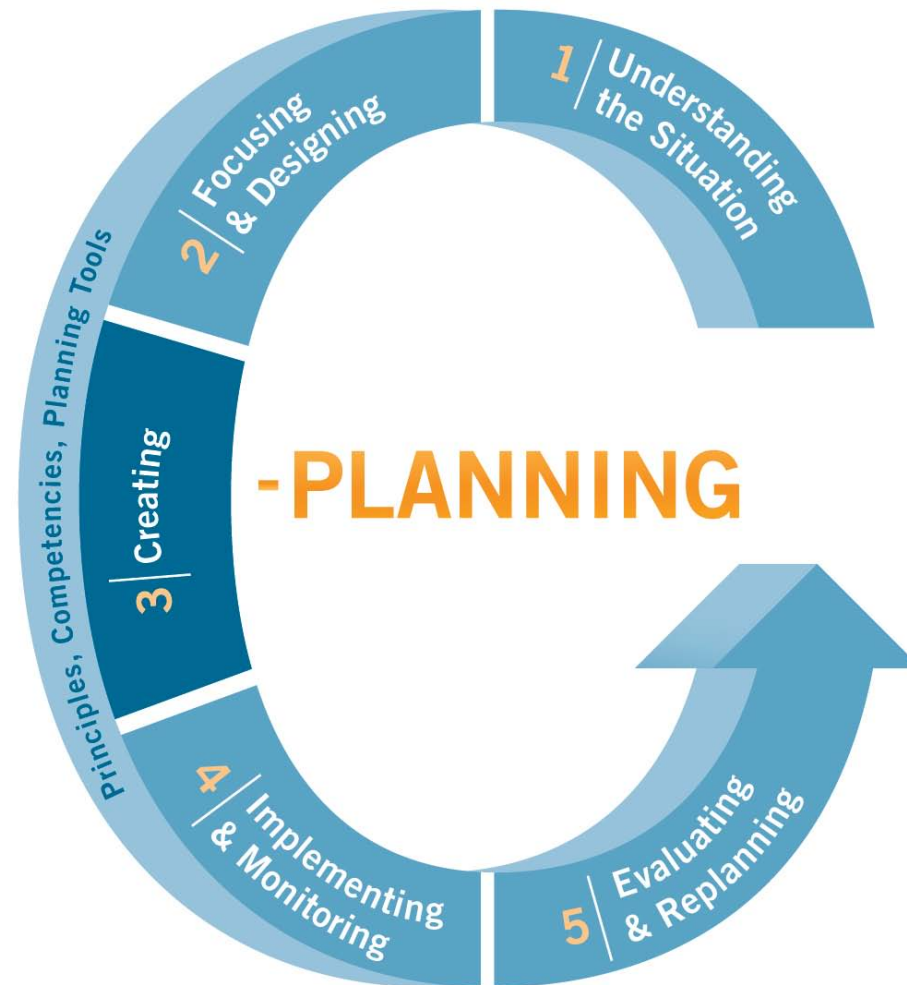 1 Understanding
the Situation
2 Focusing
& Designing
3 Creating
4 Implementing
& Monitoring
5 Evaluating
& Replanning
Principles, Competencies, Planning Tools
-PLANNING